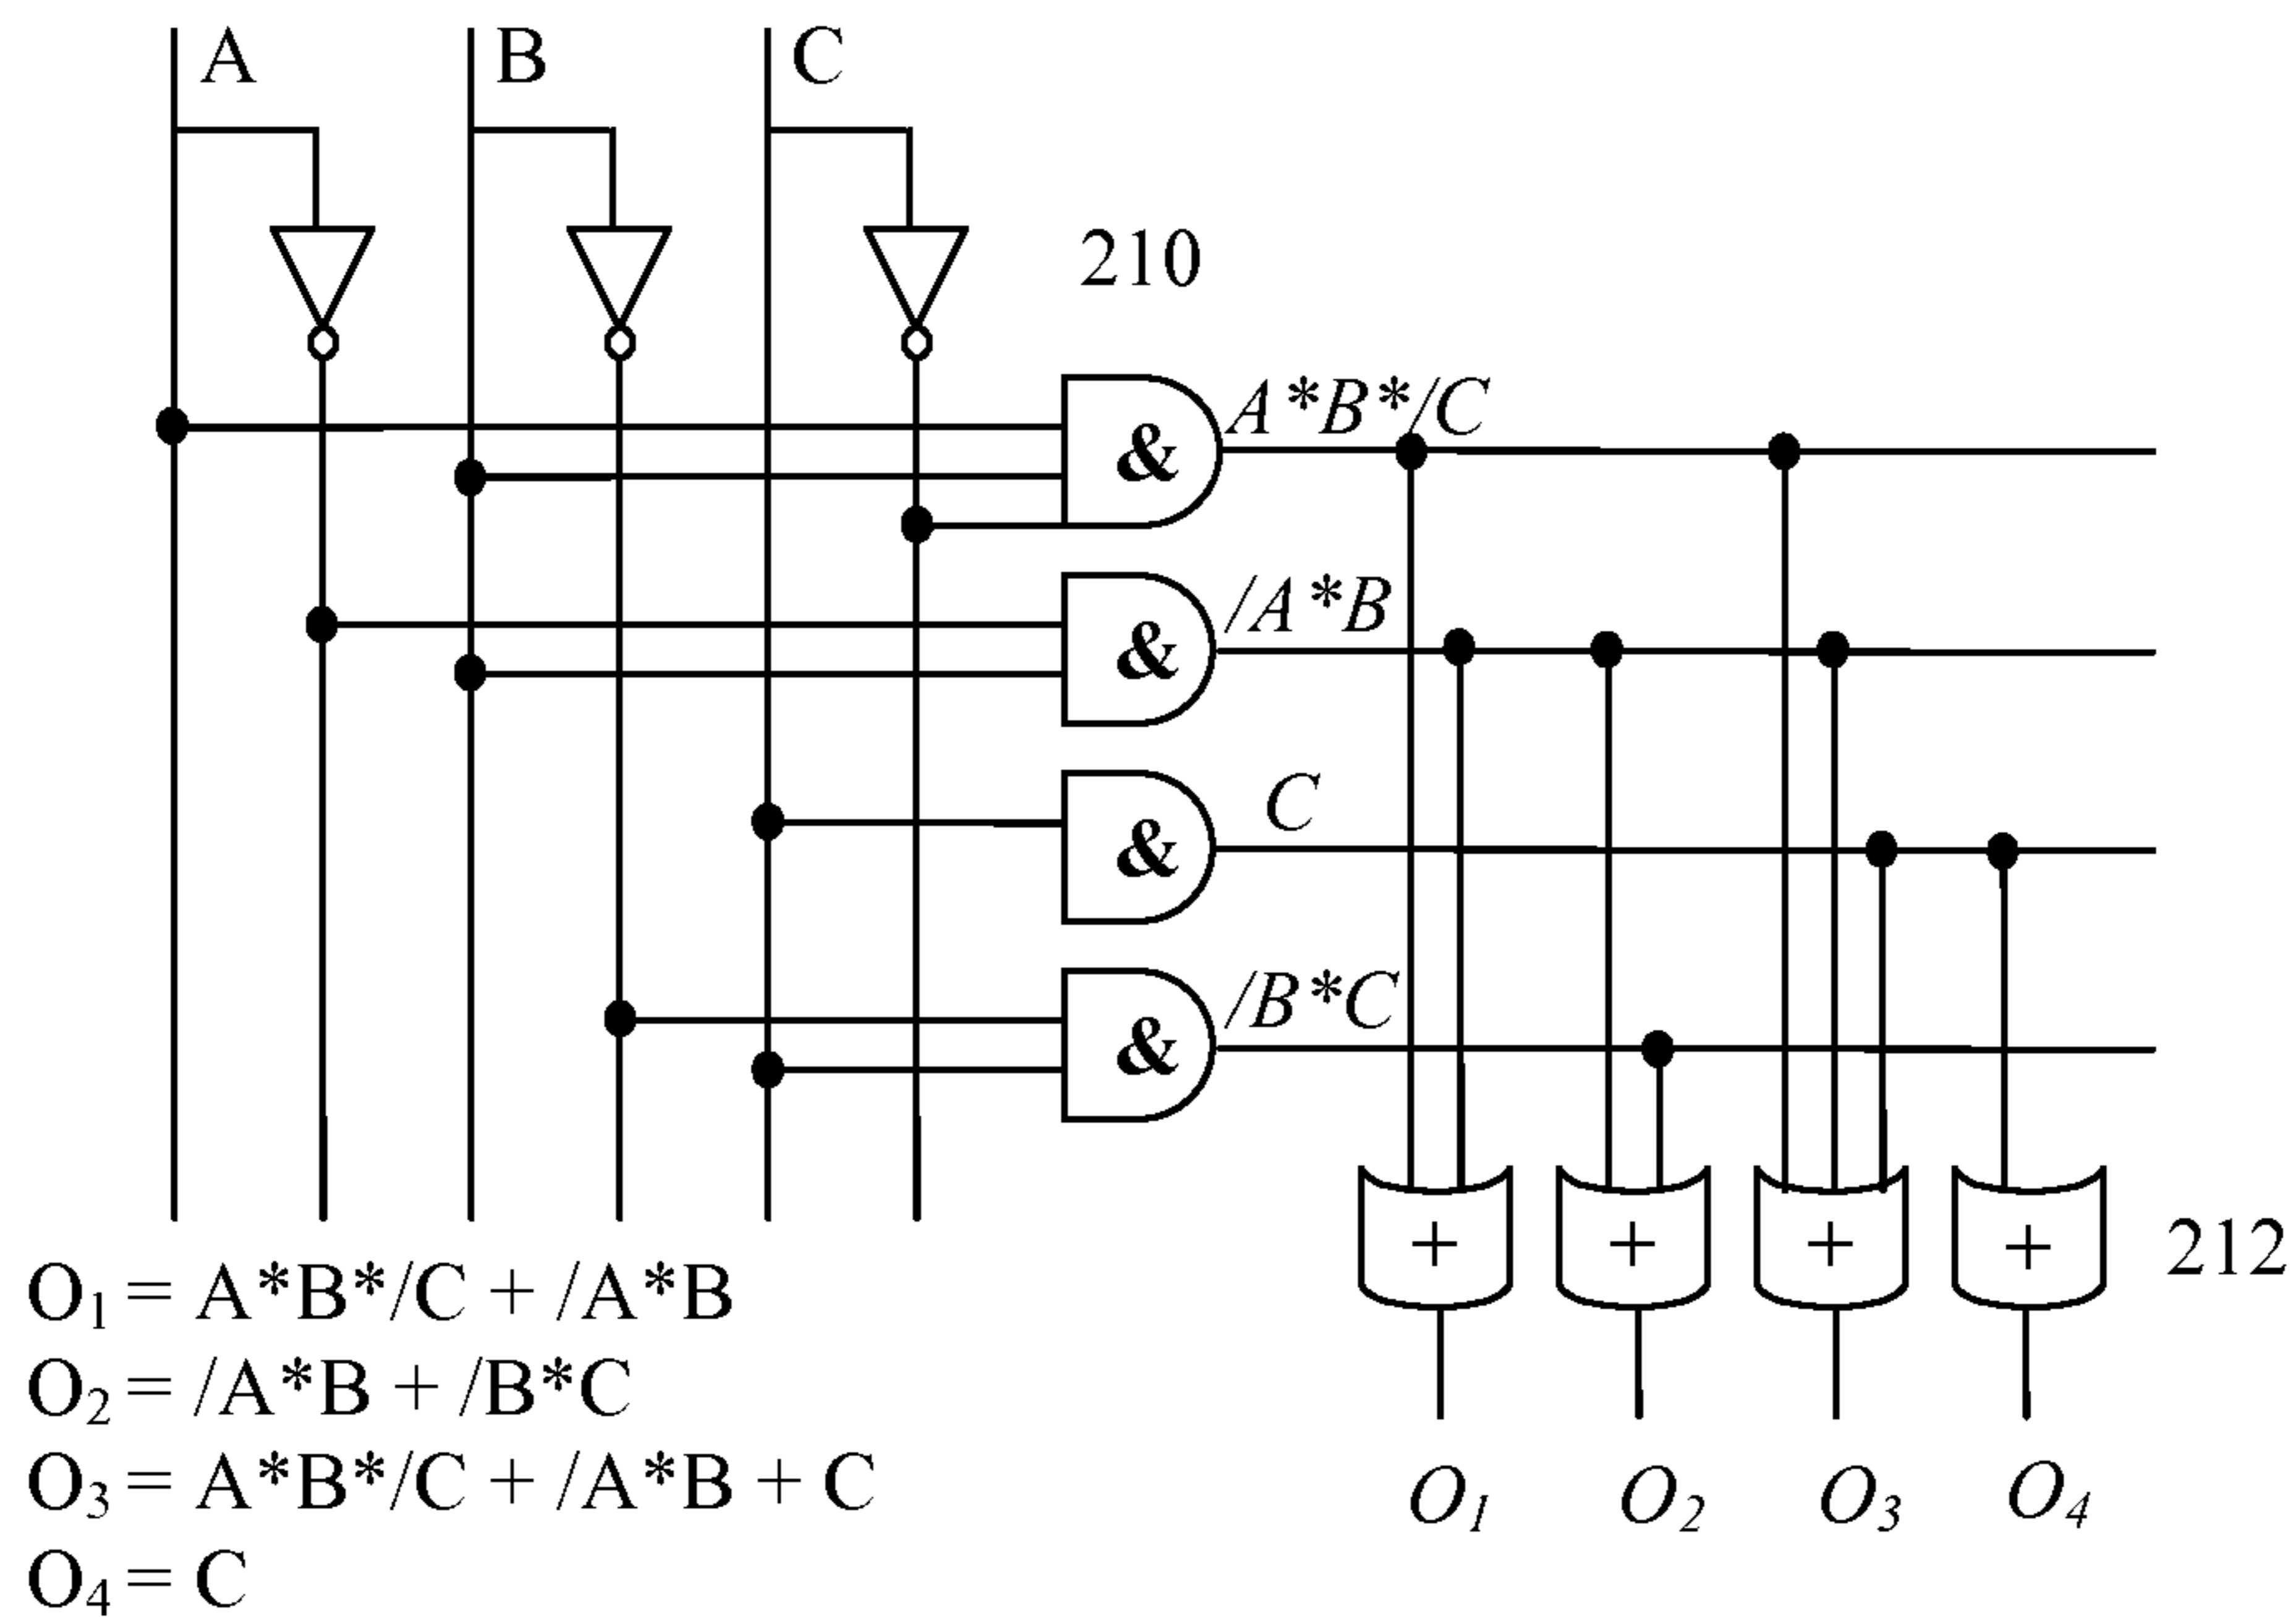 A B C
210
& A*B*/C
& /A*B
& C
& /B*C
+ + + + 212
O₁ = A*B*/C + /A*B
O₂ = /A*B + /B*C
O₃ = A*B*/C + /A*B + C
O₁ O₂ O₃ O₄
O₄ = C